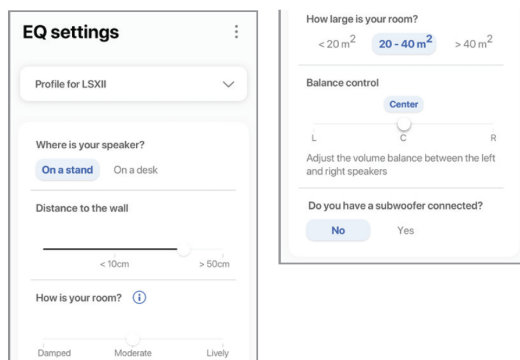 EQ settings
Profile for LSXII
Where is your speaker?
On a stand On a desk
Distance to the wall
< 10cm > 50cm
How is your room? i
Damped Moderate Lively
How large is your room?
< 20 m² 20 - 40 m² > 40 m²
Balance control
Center
L C R
Adjust the volume balance between the left
and right speakers
Do you have a subwoofer connected?
No Yes